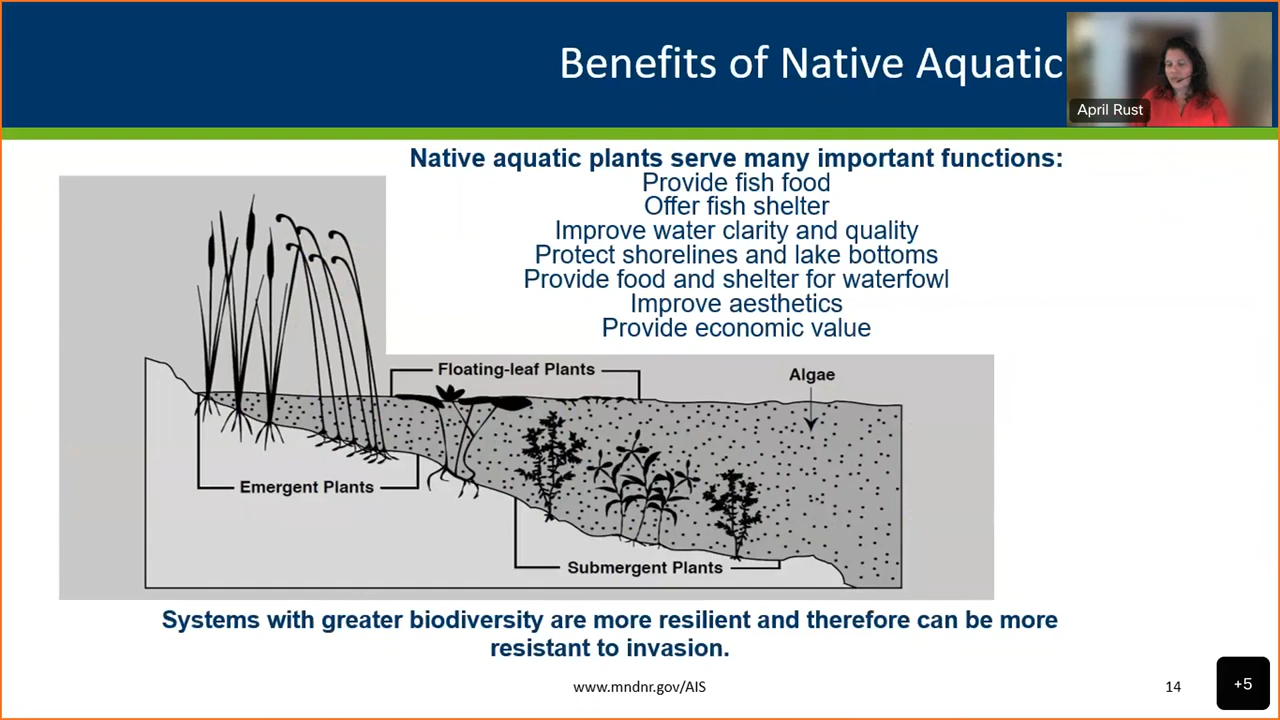 Benefits of Native Aquatic
April Rust
Native aquatic plants serve many important functions:
Provide fish food
Offer fish shelter
Improve water clarity and quality
Protect shorelines and lake bottoms
Provide food and shelter for waterfowl
Improve aesthetics
Provide economic value
Floating-leaf Plants
Algae
Emergent Plants
Submergent Plants
Systems with greater biodiversity are more resilient and therefore can be more
resistant to invasion.
www.mndnr.gov/AIS
14
+5